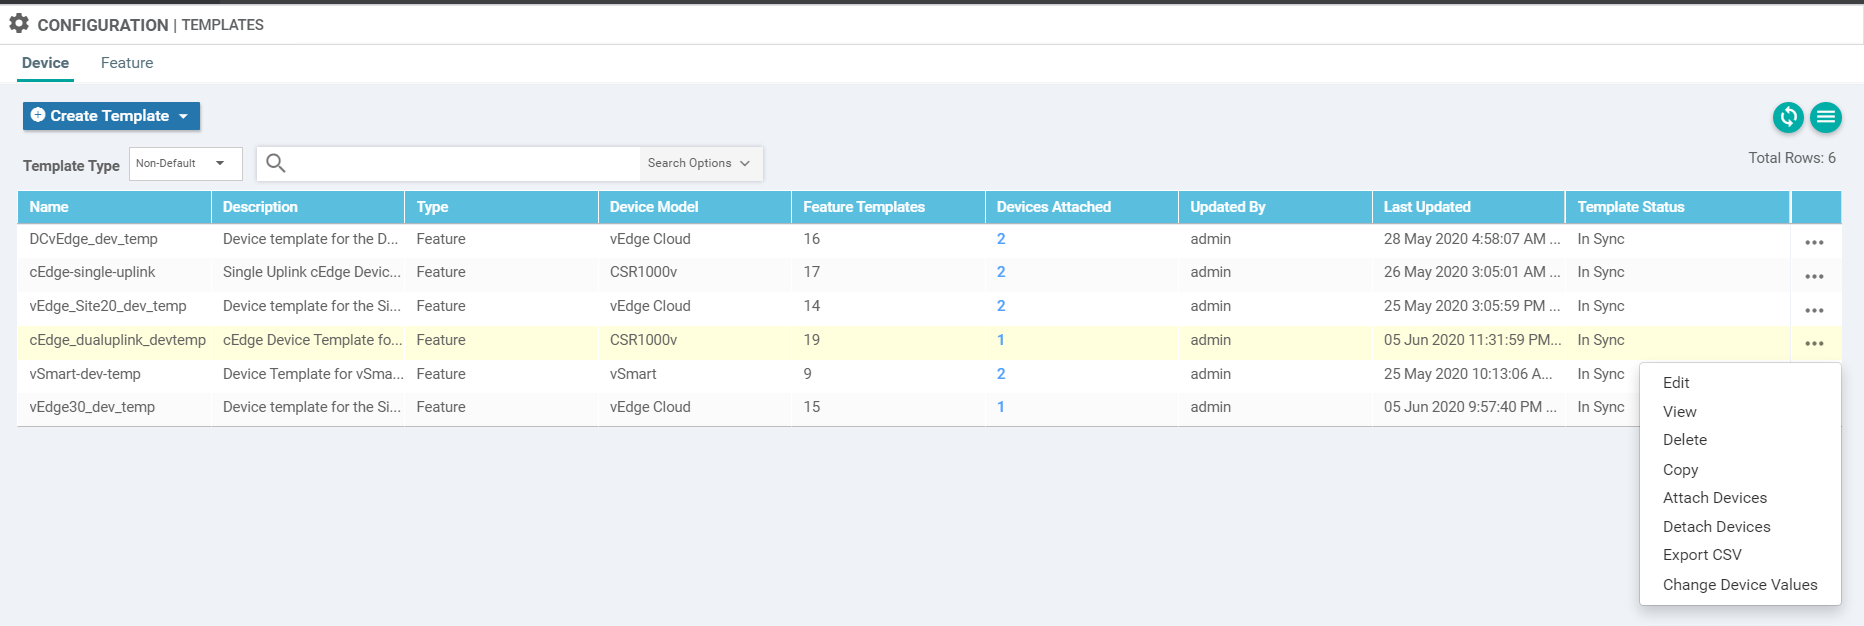 CONFIGURATION | TEMPLATES
Device Feature
Create Template
Template Type Non-Default Search Options Total Rows: 6
Name Description Type Device Model Feature Templates Devices Attached Updated By Last Updated Template Status
DCvEdge_dev_temp Device template for the D... Feature vEdge Cloud 16 2 admin 28 May 2020 4:58:07 AM ... In Sync
cEdge-single-uplink Single Uplink cEdge Devic... Feature CSR1000v 17 2 admin 26 May 2020 3:05:01 AM ... In Sync
vEdge_Site20_dev_temp Device template for the Si... Feature vEdge Cloud 14 2 admin 25 May 2020 3:05:59 PM ... In Sync
cEdge_dualuplink_devtemp cEdge Device Template fo... Feature CSR1000v 19 1 admin 05 Jun 2020 11:31:59 PM... In Sync
vSmart-dev-temp Device Template for vSma... Feature vSmart 9 2 admin 25 May 2020 10:13:06 A... In Sync
vEdge30_dev_temp Device template for the Si... Feature vEdge Cloud 15 1 admin 05 Jun 2020 9:57:40 PM ... In Sync
Edit
View
Delete
Copy
Attach Devices
Detach Devices
Export CSV
Change Device Values